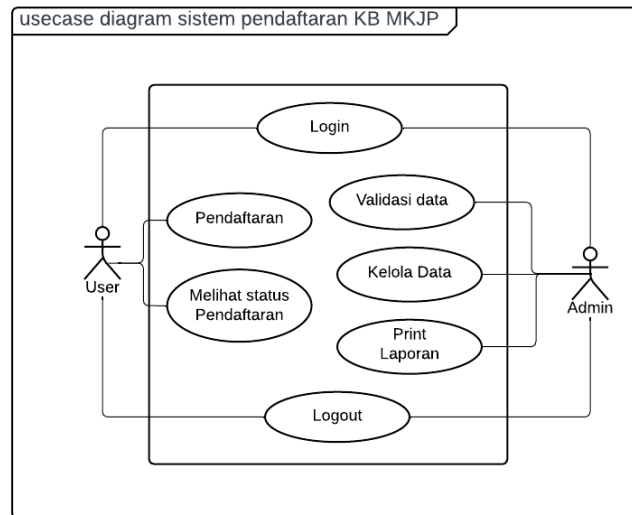 usecase diagram sistem pendaftaran KB MKJP
Login
Validasi data
Pendaftaran
User
Kelola Data
Admin
Melihat status
Pendaftaran
Print
Laporan
Logout